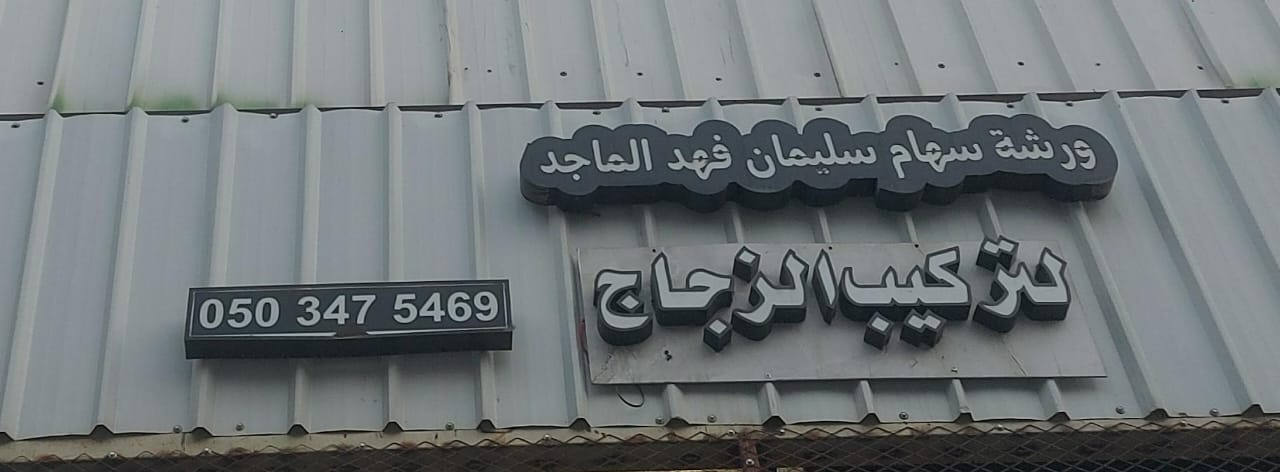 ورشة سهام سليمان فهد الماجد
لتركيب الزجاج
050 347 5469